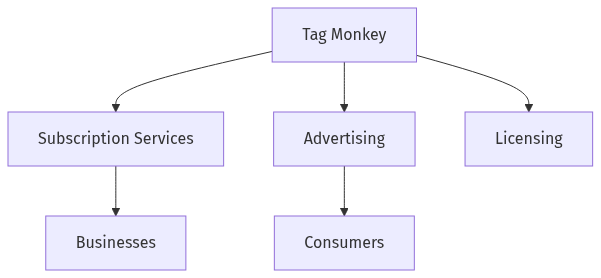 Tag Monkey
Subscription Services
Advertising
Licensing
Businesses
Consumers